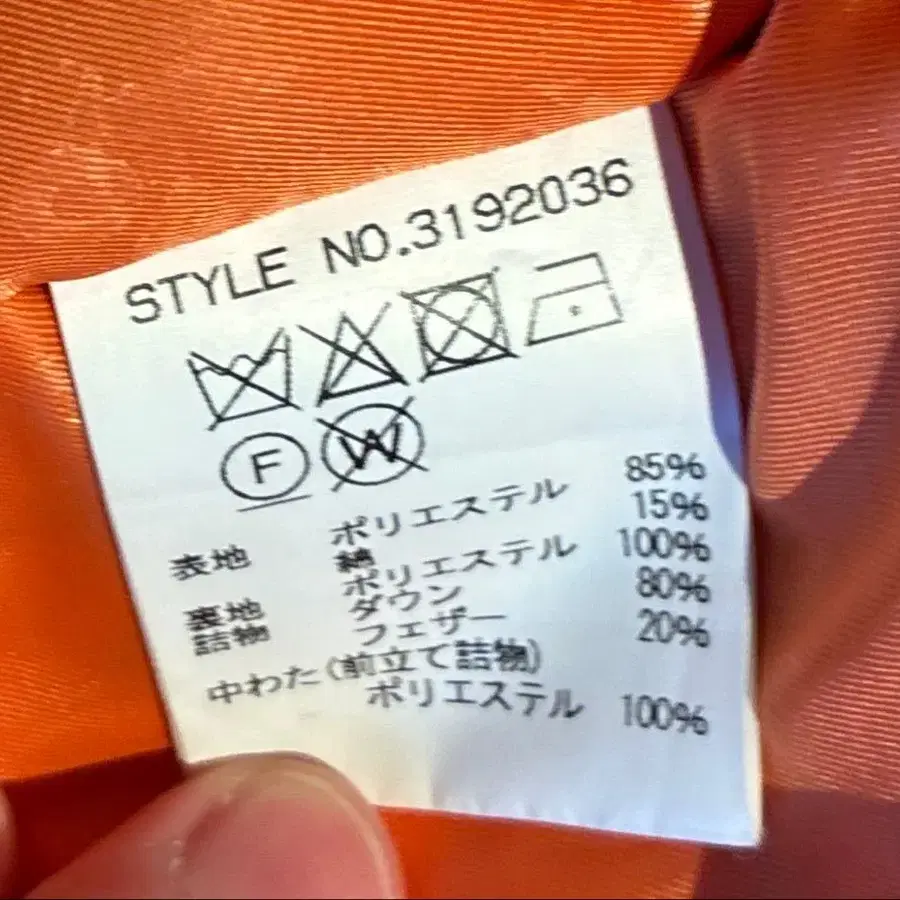 STYLE NO.3192036
F W
表地 ポリエステル 85%
綿 15%
裏地 ポリエステル 100%
詰物 ダウン 80%
フェザー 20%
中わた(前立て詰物)
ポリエステル 100%